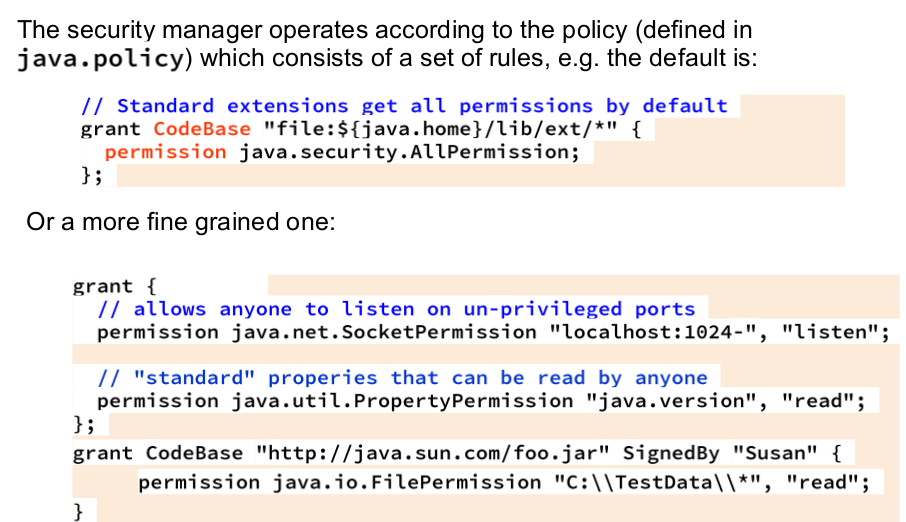 The security manager operates according to the policy (defined in
java.policy) which consists of a set of rules, e.g. the default is:
// Standard extensions get all permissions by default
grant CodeBase "file:${java.home}/lib/ext/*" {
permission java.security.AllPermission;
};
Or a more fine grained one:
grant {
// allows anyone to listen on un-privileged ports
permission java.net.SocketPermission "localhost:1024-", "listen";
// "standard" properies that can be read by anyone
permission java.util.PropertyPermission "java.version", "read";
};
grant CodeBase "http://java.sun.com/foo.jar" SignedBy "Susan" {
permission java.io.FilePermission "C:\\TestData\\*", "read";
}